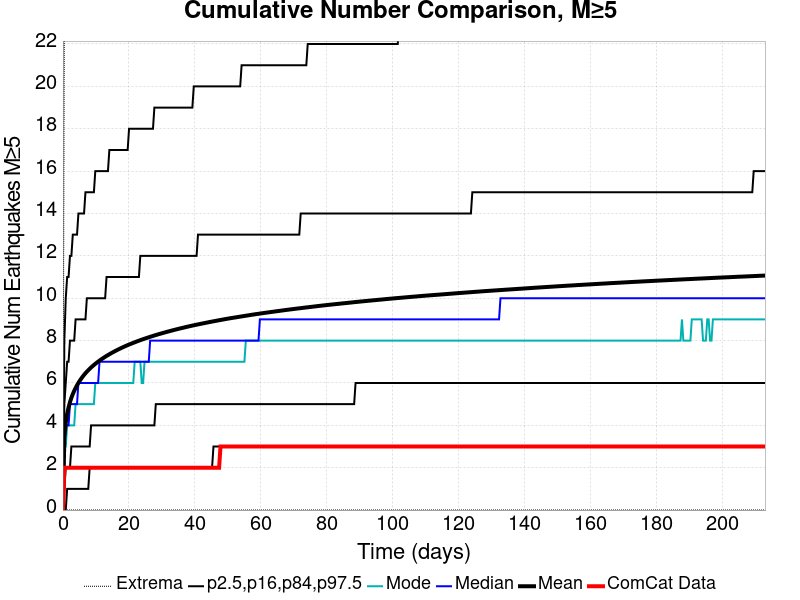 Cumulative Number Comparison, M≥5
Cumulative Num Earthquakes M≥5
22
20
18
16
14
12
10
8
6
4
2
0
0 20 40 60 80 100 120 140 160 180 200
Time (days)
Extrema p2.5,p16,p84,p97.5 Mode Median Mean ComCat Data